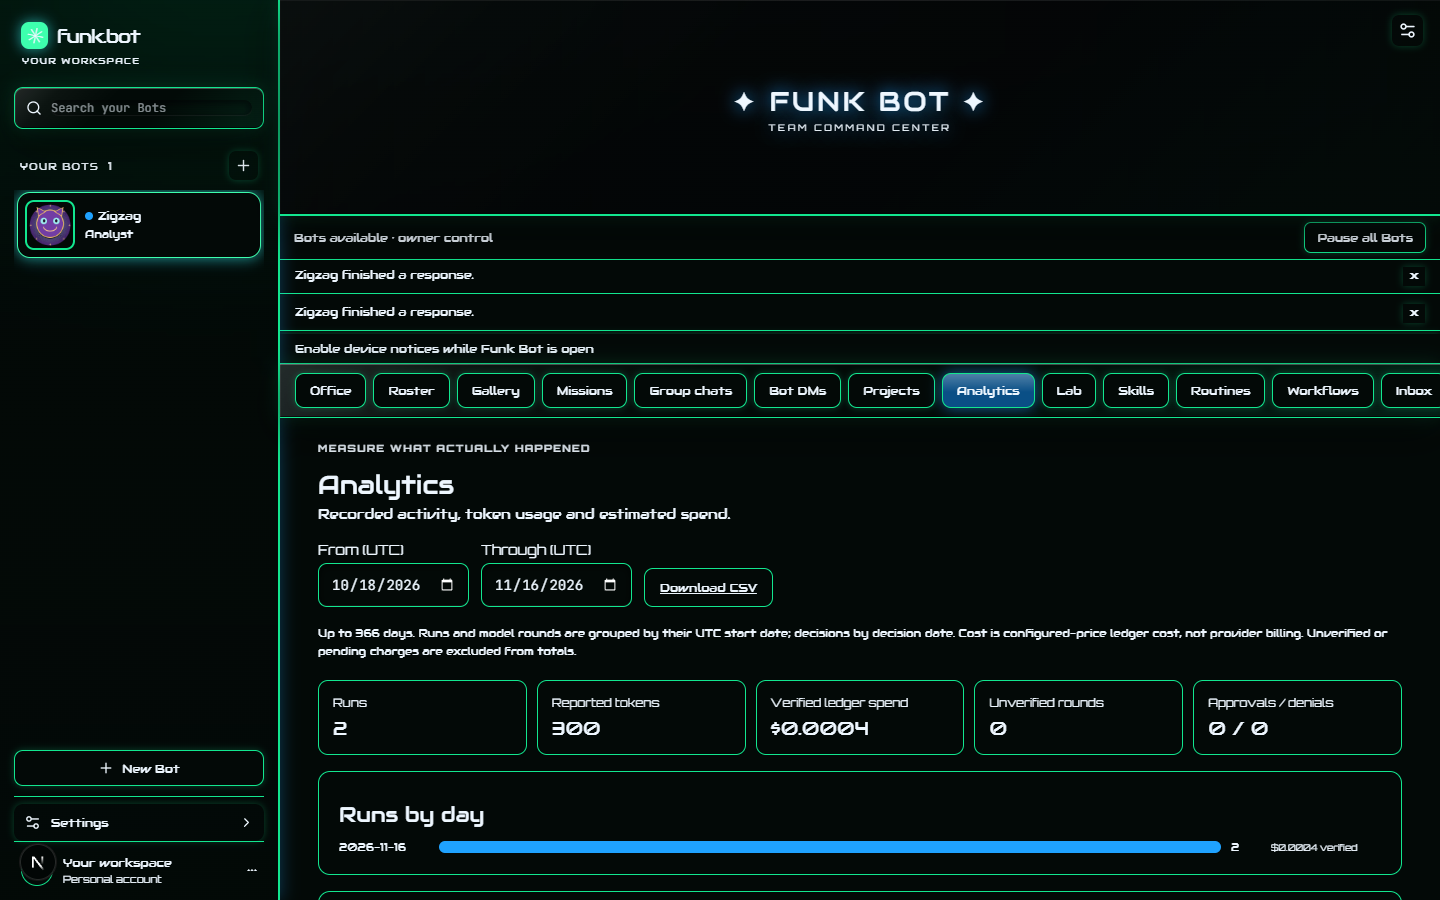 funk.bot
YOUR WORKSPACE
Search your Bots
YOUR BOTS 1
Zigzag
Analyst
New Bot
Settings
N
Your workspace
Personal account
...
✦ FUNK BOT ✦
TEAM COMMAND CENTER
Bots available · owner control
Pause all Bots
Zigzag finished a response.
x
Zigzag finished a response.
x
Enable device notices while Funk Bot is open
Office Roster Gallery Missions Group chats Bot DMs Projects Analytics Lab Skills Routines Workflows Inbox
MEASURE WHAT ACTUALLY HAPPENED
Analytics
Recorded activity, token usage and estimated spend.
From (UTC) Through (UTC)
10/18/2026 11/16/2026 Download CSV
Up to 366 days. Runs and model rounds are grouped by their UTC start date; decisions by decision date. Cost is configured-price ledger cost, not provider billing. Unverified or
pending charges are excluded from totals.
Runs Reported tokens Verified ledger spend Unverified rounds Approvals / denials
2 300 $0.0004 0 0 / 0
Runs by day
2026-11-16 2 $0.0004 verified